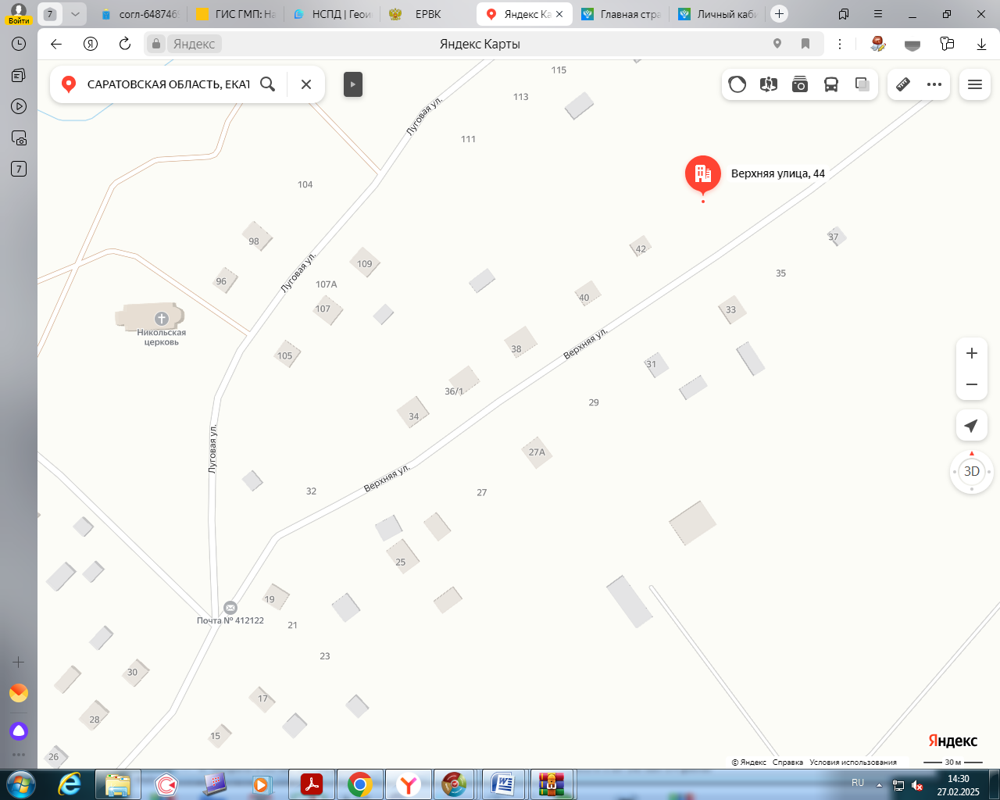 Войти
7
согл-6487469
ГИС ГМП: На
НСПД | Геои
ЕРВК
Яндекс Ка
Главная стра
Личный каби
Яндекс
Яндекс Карты
7
САРАТОВСКАЯ ОБЛАСТЬ, ЕКАТ
115
113
111
Луговая ул.
104
Верхняя улица, 44
98
109
42
37
96
Луговая ул.
107А
35
107
40
33
Никольская
церковь
105
38
Верхняя ул.
31
36/1
29
34
Луговая ул.
27А
32
Верхняя ул.
27
3D
25
19
Почта № 412122
21
23
30
17
28
15
26
Яндекс
© Яндекс Справка Условия использования
30 м
RU
14:30
27.02.2025